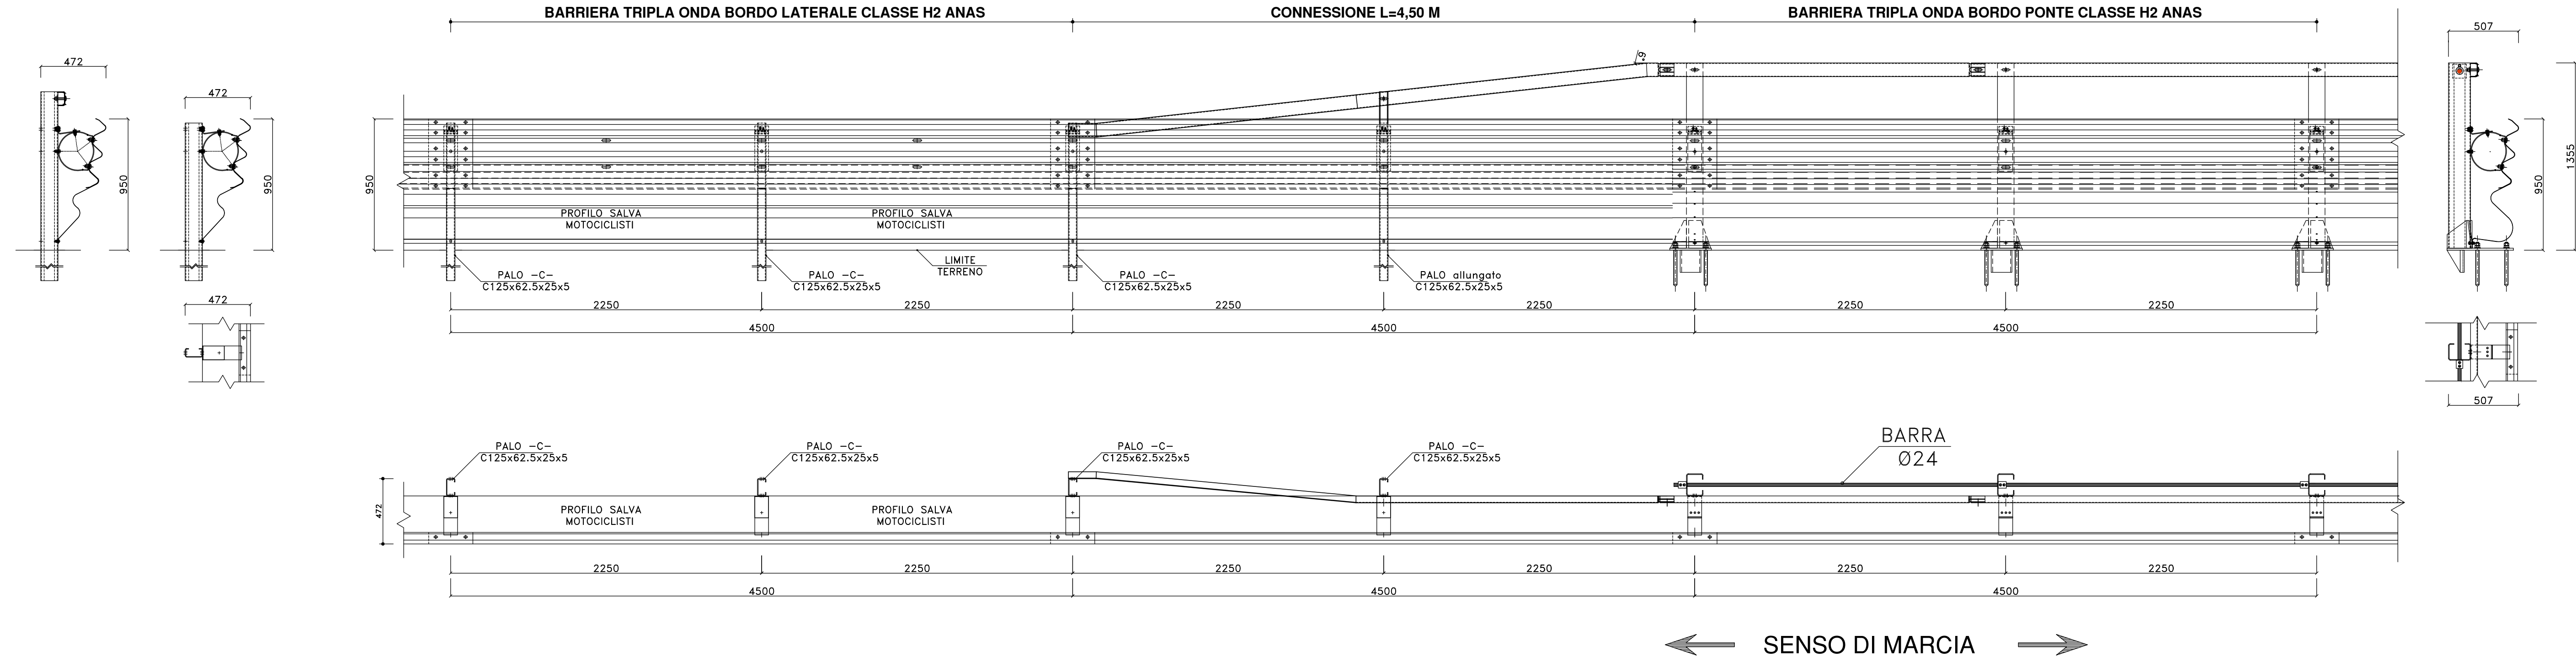 BARRIERA TRIPLA ONDA BORDO LATERALE CLASSE H2 ANAS
CONNESSIONE L=4,50 M
BARRIERA TRIPLA ONDA BORDO PONTE CLASSE H2 ANAS
472
472
950
950
950
6°
507
950
1355
PROFILO SALVA
MOTOCICLISTI
PROFILO SALVA
MOTOCICLISTI
LIMITE
TERRENO
PALO -C-
C125x62.5x25x5
PALO -C-
C125x62.5x25x5
PALO -C-
C125x62.5x25x5
PALO allungato
C125x62.5x25x5
2250
2250
2250
2250
2250
2250
4500
4500
4500
472
507
PALO -C-
C125x62.5x25x5
PALO -C-
C125x62.5x25x5
PALO -C-
C125x62.5x25x5
PALO -C-
C125x62.5x25x5
BARRA
Ø24
472
PROFILO SALVA
MOTOCICLISTI
PROFILO SALVA
MOTOCICLISTI
2250
2250
2250
2250
2250
2250
4500
4500
4500
SENSO DI MARCIA